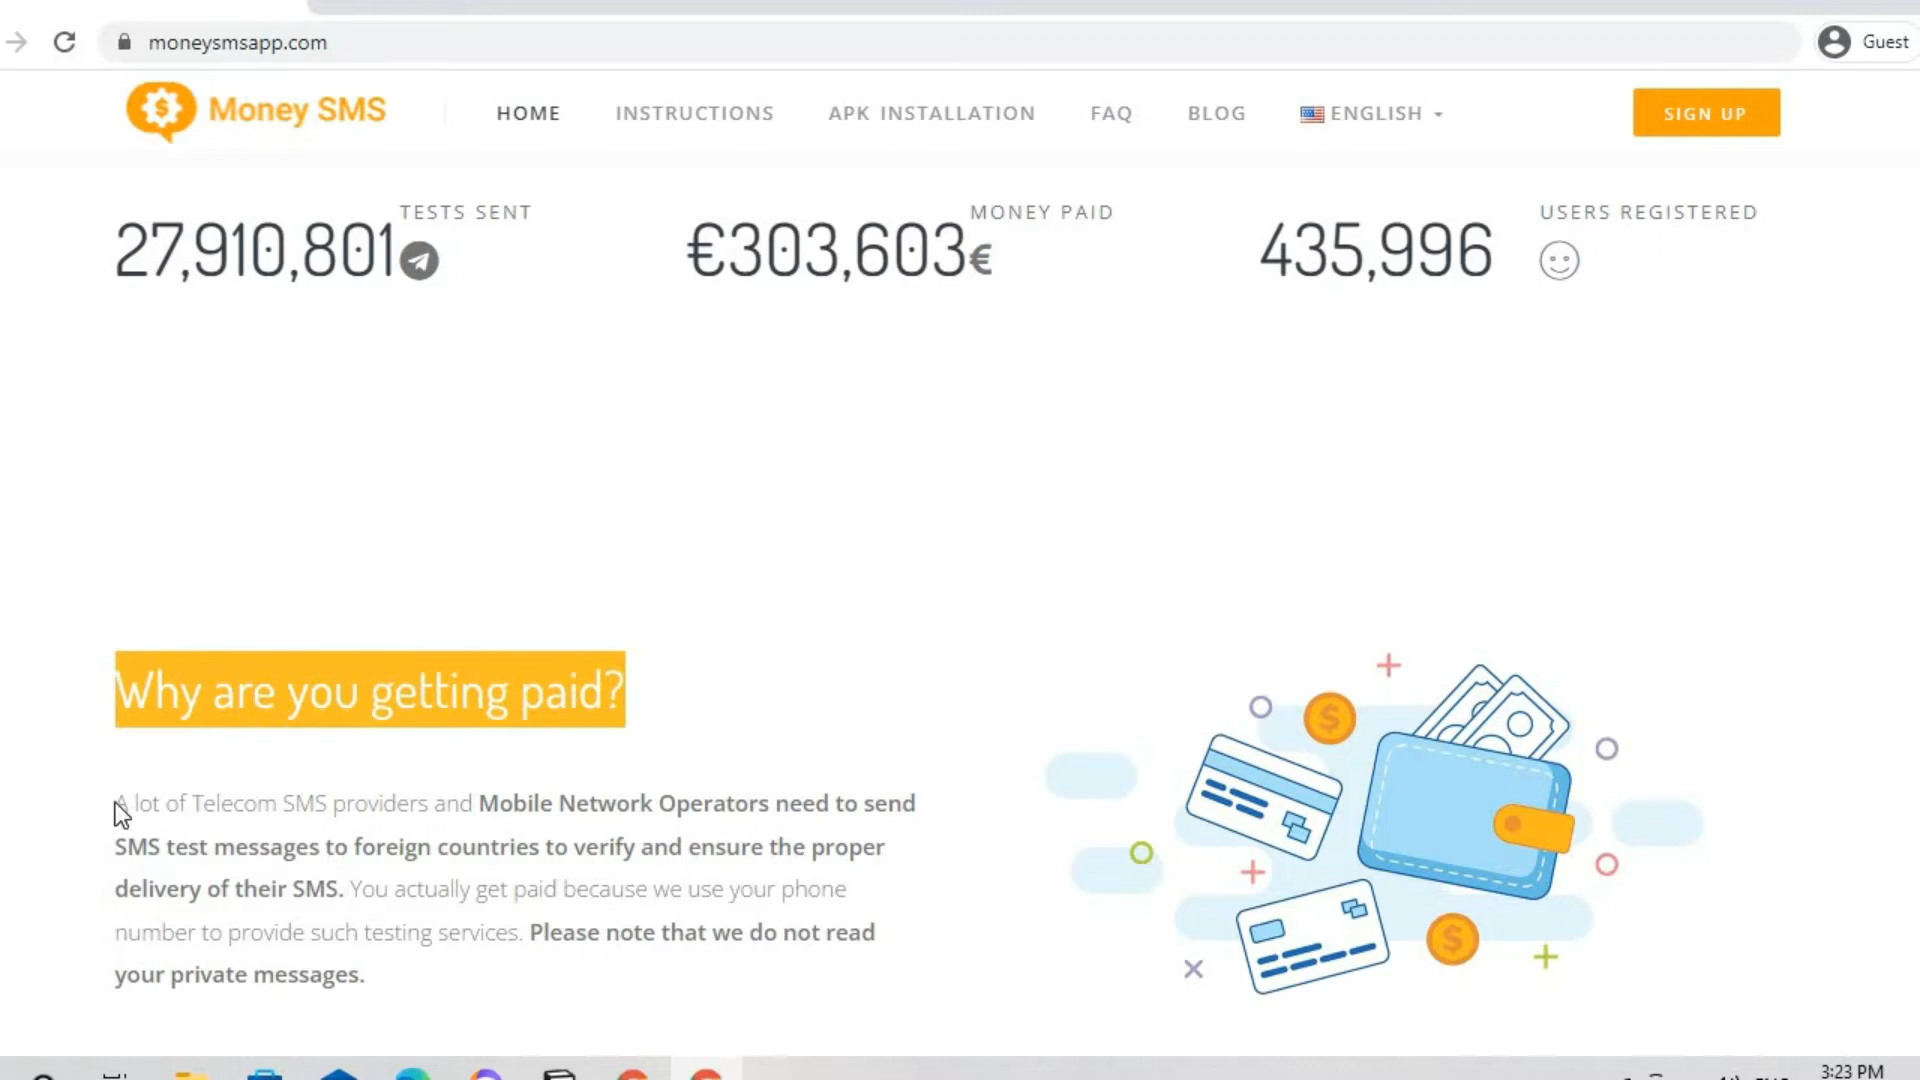 moneysmsapp.com
Guest
Money SMS
HOME
INSTRUCTIONS
APK INSTALLATION
FAQ
BLOG
ENGLISH
SIGN UP
27,910,801
TESTS SENT
€303,603
€
MONEY PAID
435,996
USERS REGISTERED
Why are you getting paid?
A lot of Telecom SMS providers and Mobile Network Operators need to send
SMS test messages to foreign countries to verify and ensure the proper
delivery of their SMS. You actually get paid because we use your phone
number to provide such testing services. Please note that we do not read
your private messages.
3:23 PM